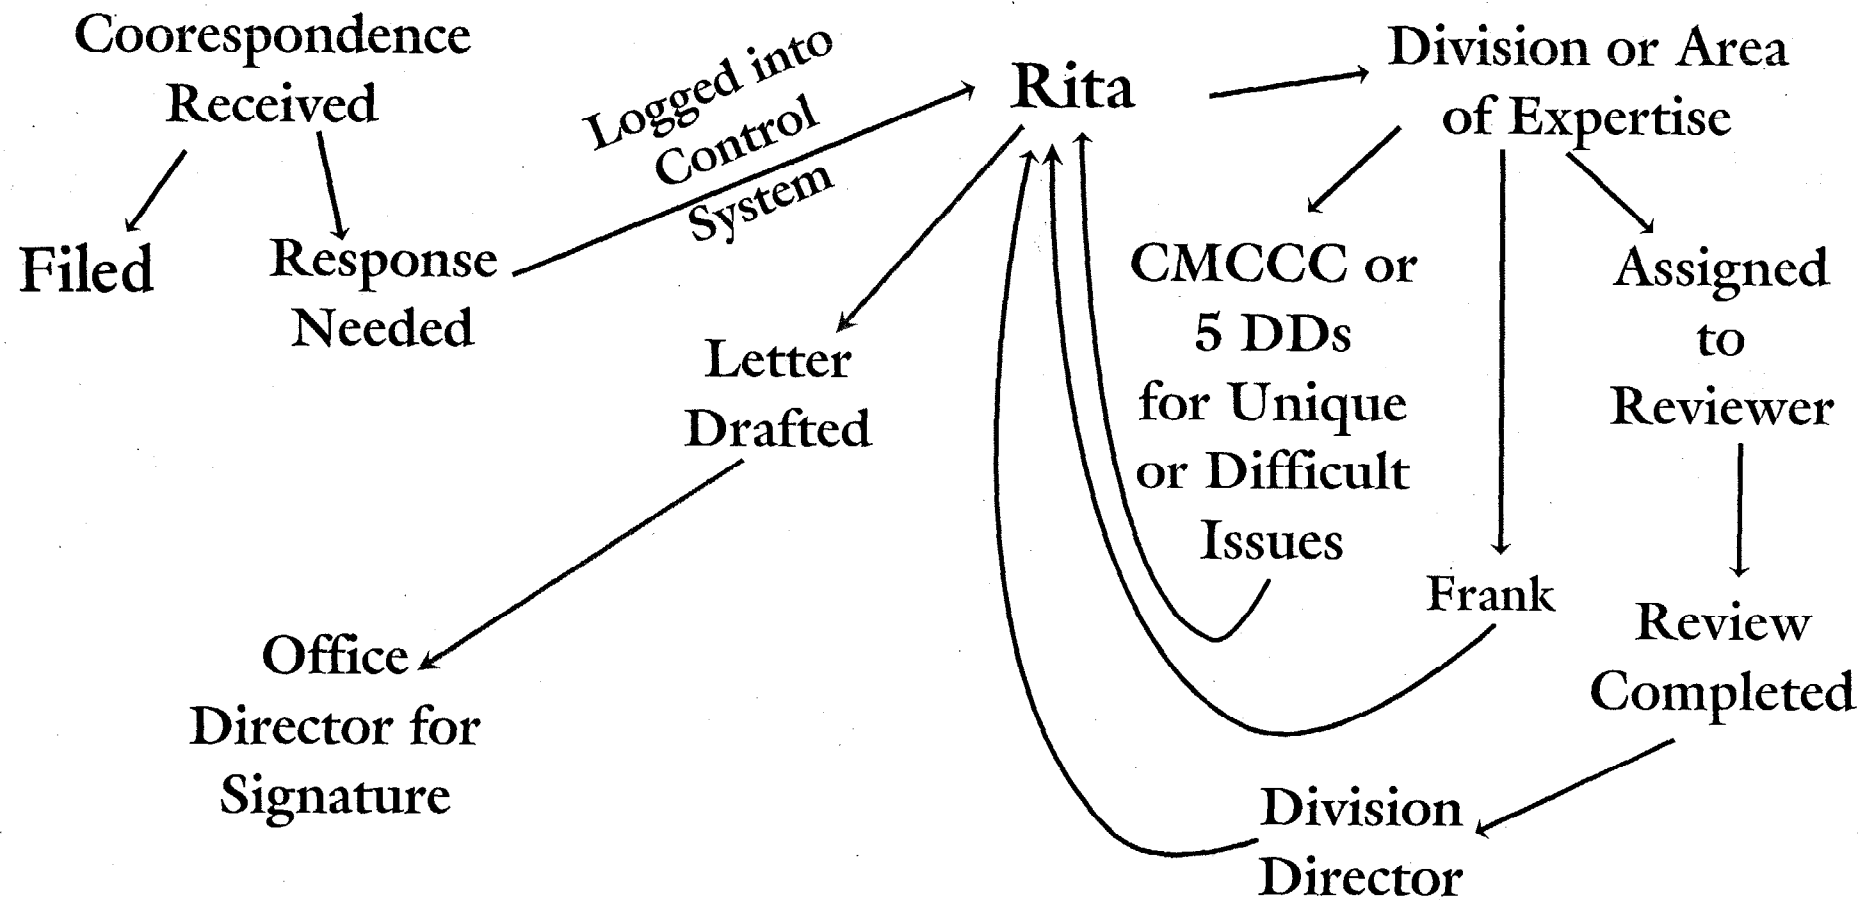 Coorespondence
Received
Filed
Response
Needed
Logged into
Control
System
Rita
Division or Area
of Expertise
Letter
Drafted
Office
Director for
Signature
CMCCC or
5 DDs
for Unique
or Difficult
Issues
Frank
Assigned
to
Reviewer
Review
Completed
Division
Director